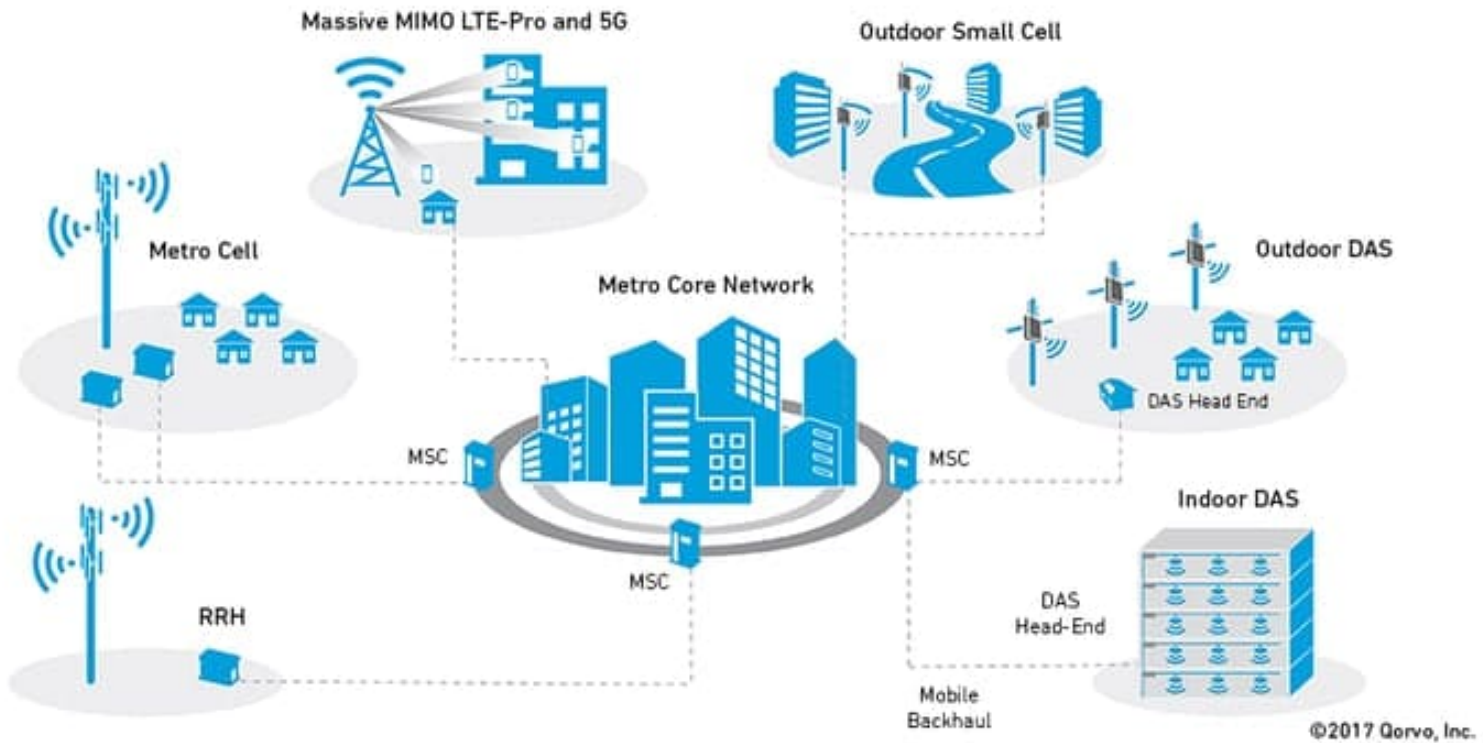 Massive MIMO LTE-Pro and 5G
Outdoor Small Cell
Metro Cell
Outdoor DAS
Metro Core Network
DAS Head End
MSC
MSC
Indoor DAS
MSC
DAS
Head-End
RRH
Mobile
Backhaul
©2017 Qorvo, Inc.